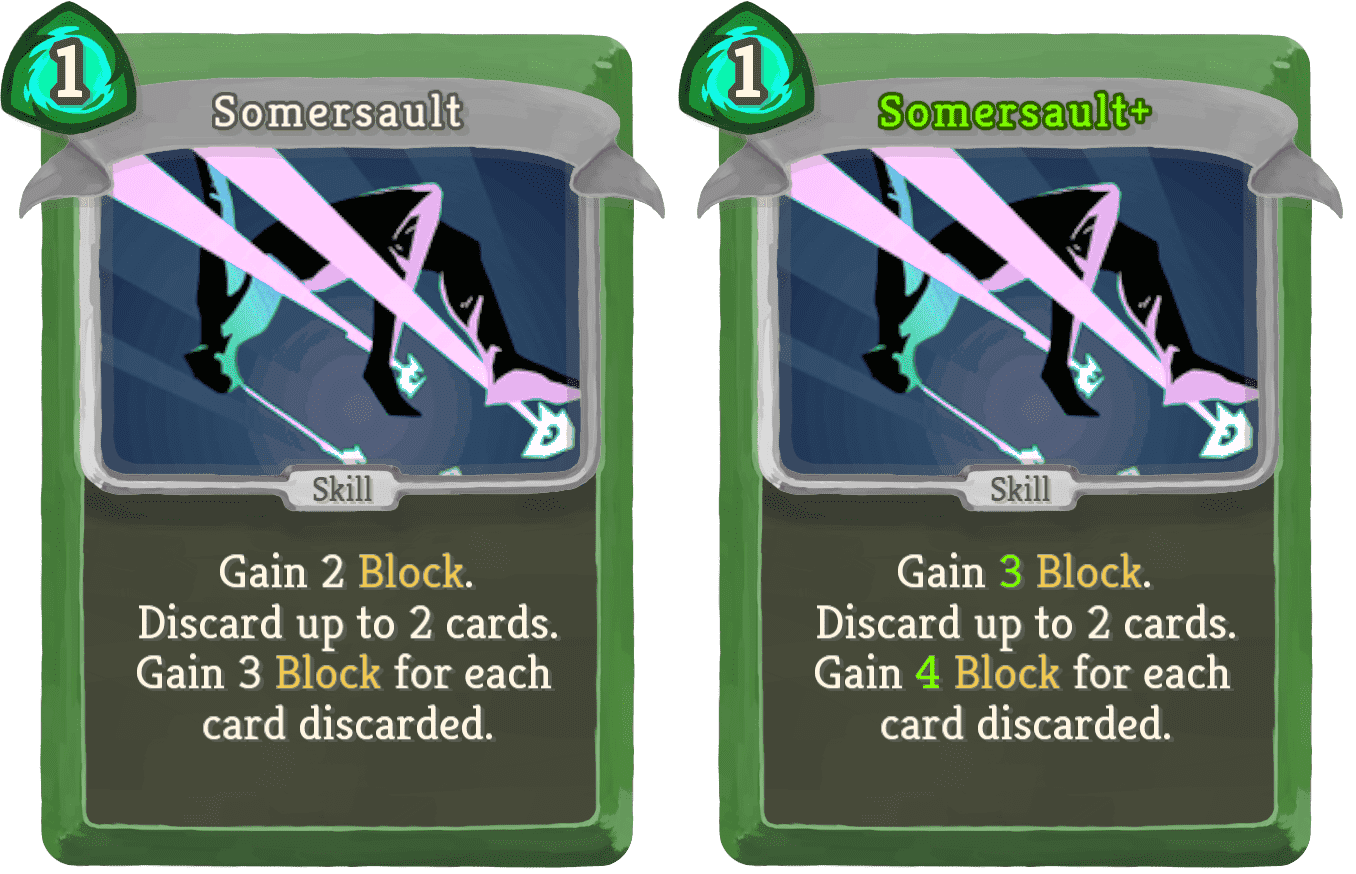 1
Somersault
Skill
Gain 2 Block.
Discard up to 2 cards.
Gain 3 Block for each
card discarded.
1
Somersault+
Skill
Gain 3 Block.
Discard up to 2 cards.
Gain 4 Block for each
card discarded.